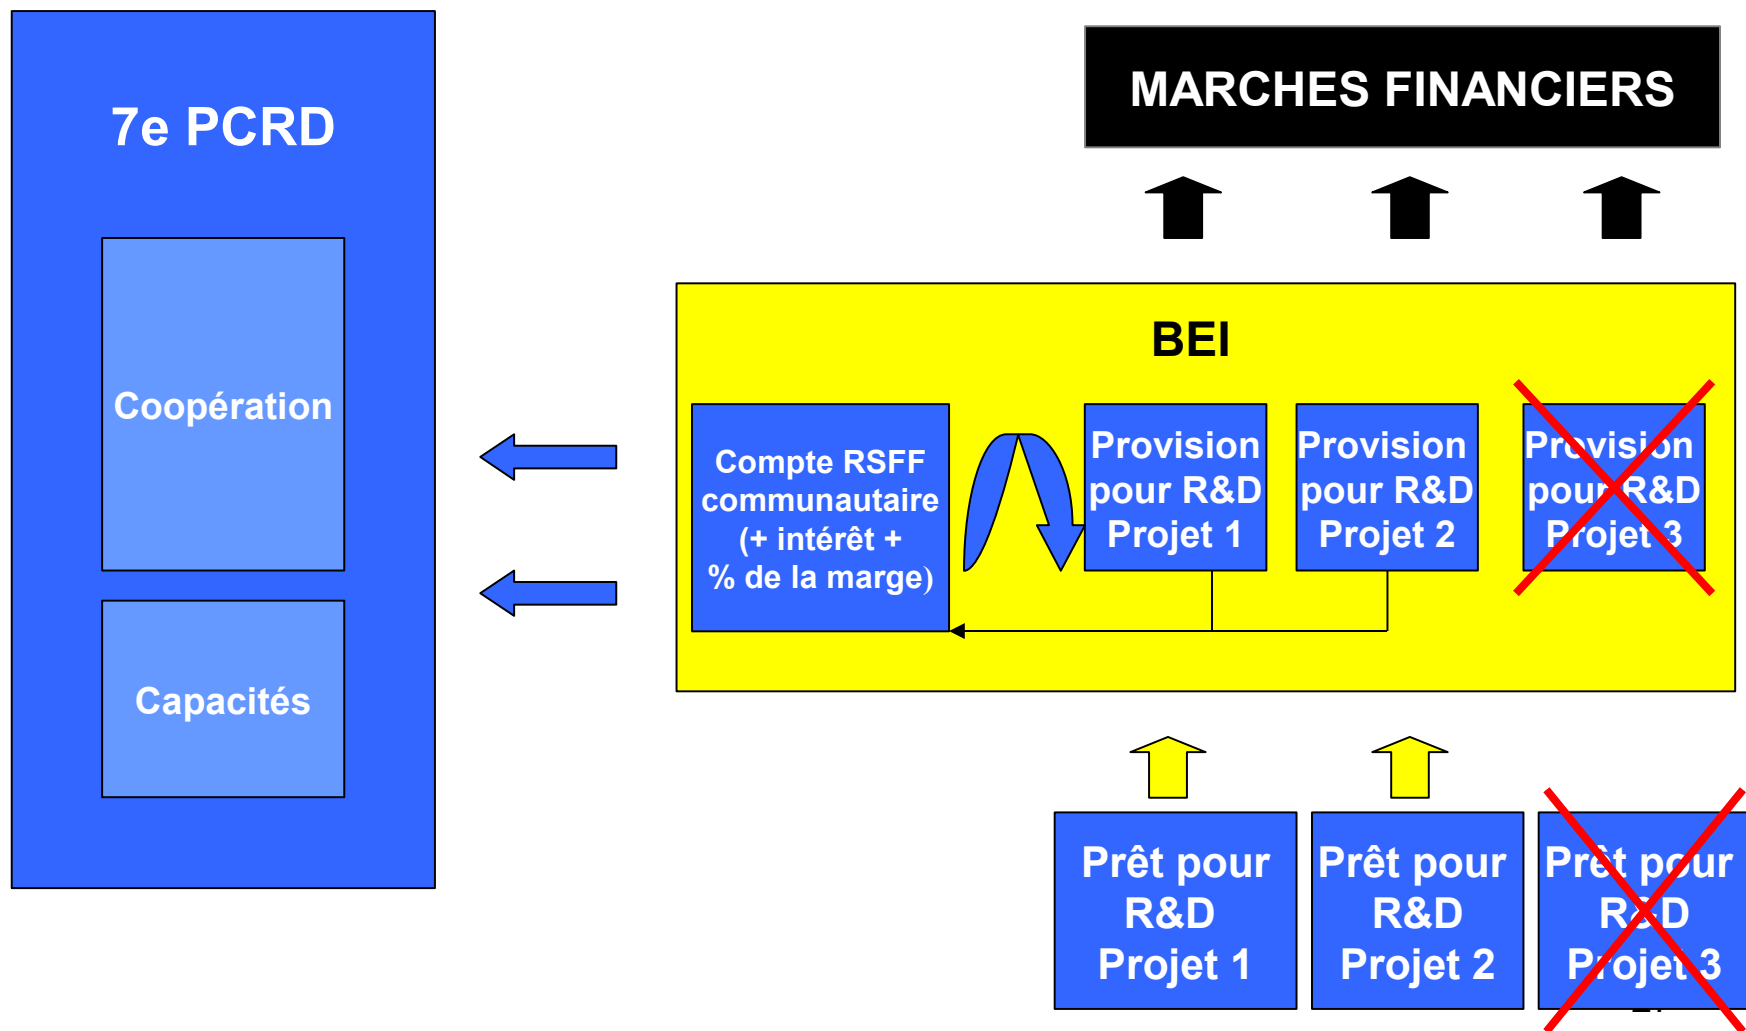 7e PCRD
Coopération
Capacités
MARCHES FINANCIERS
BEI
Compte RSFF
communautaire
(+ intérêt +
% de la marge)
Provision
pour R&D
Projet 1
Provision
pour R&D
Projet 2
Provision
pour R&D
Projet 3
Prêt pour
R&D
Projet 1
Prêt pour
R&D
Projet 2
Prêt pour
R&D
Projet 3